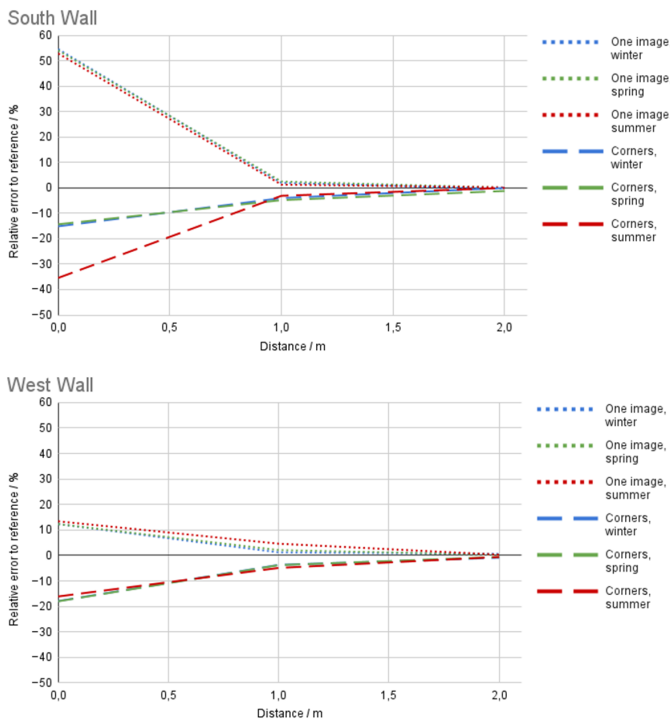 South Wall
60
50
40
30
20
10
0
−10
−20
−30
−40
−50
Relative error to reference / %
0,0
0,5
1,0
1,5
2,0
Distance / m
One image
winter
One image
spring
One image
summer
Corners,
winter
Corners,
spring
Corners,
summer
West Wall
60
50
40
30
20
10
0
−10
−20
−30
−40
−50
Relative error to reference / %
0,0
0,5
1,0
1,5
2,0
Distance / m
One image,
winter
One image,
spring
One image,
summer
Corners,
winter
Corners,
spring
Corners,
summer